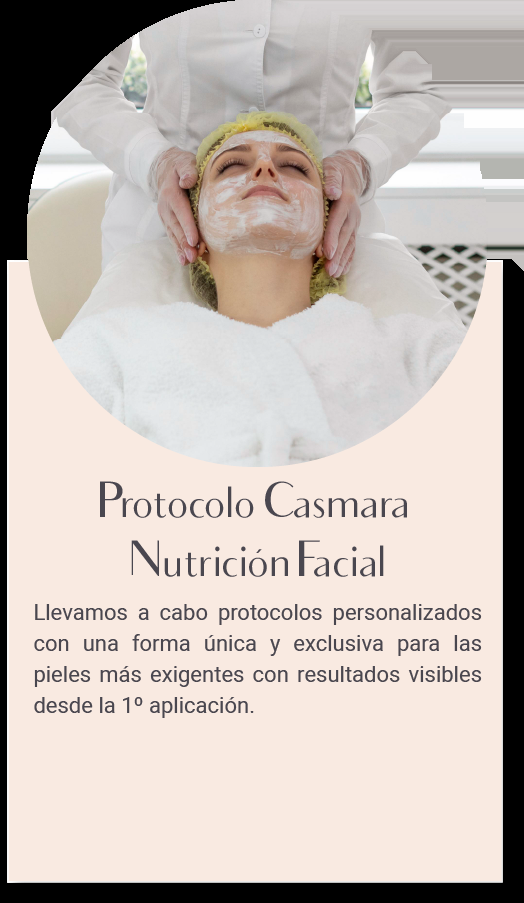 Protocolo Casmara
Nutrición Facial
Llevamos a cabo protocolos personalizados
con una forma única y exclusiva para las
pieles más exigentes con resultados visibles
desde la 1º aplicación.